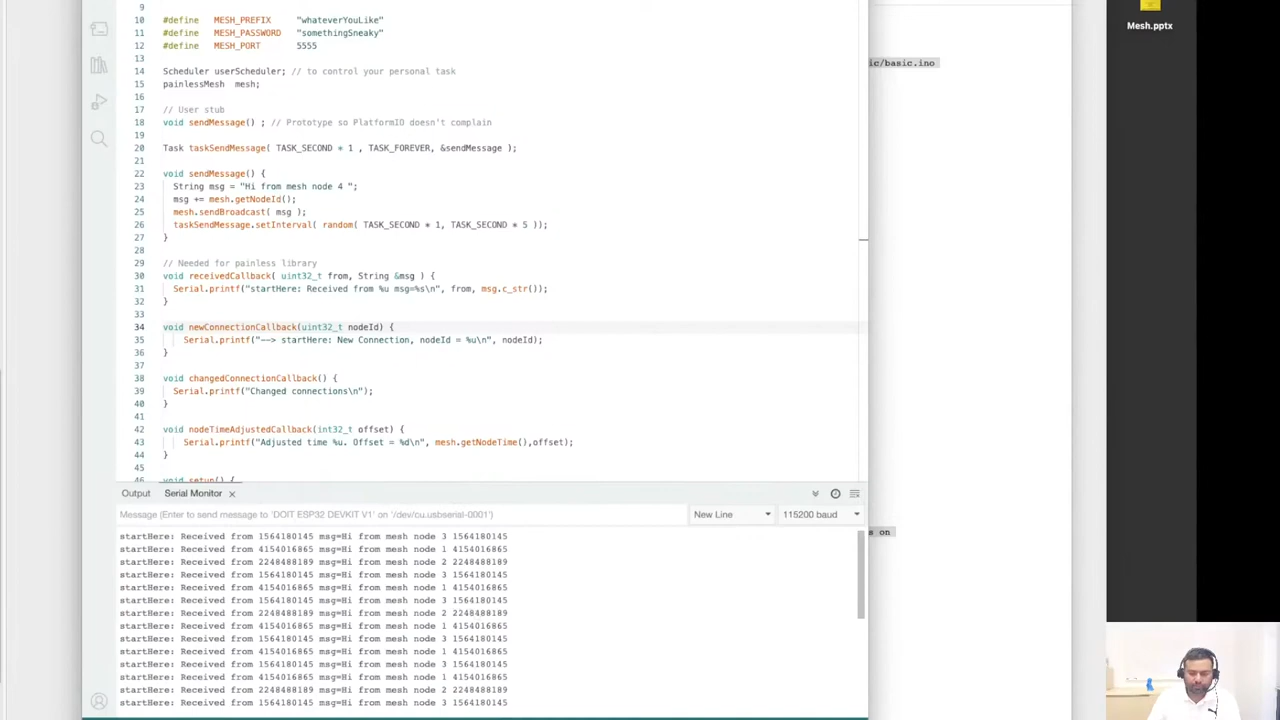 9
10 #define MESH_PREFIX "whateverYouLike"
11 #define MESH_PASSWORD "somethingSneaky"
12 #define MESH_PORT 5555
13
14 Scheduler userScheduler; // to control your personal task
15 painlessMesh mesh;
16
17 // User stub
18 void sendMessage() ; // Prototype so PlatformIO doesn't complain
19
20 Task taskSendMessage( TASK_SECOND * 1 , TASK_FOREVER, &sendMessage );
21
22 void sendMessage() {
23 String msg = "Hi from mesh node 4 ";
24 msg += mesh.getNodeId();
25 mesh.sendBroadcast( msg );
26 taskSendMessage.setInterval( random( TASK_SECOND * 1, TASK_SECOND * 5 ));
27 }
28
29 // Needed for painless library
30 void receivedCallback( uint32_t from, String &msg ) {
31 Serial.printf("startHere: Received from %u msg=%s\n", from, msg.c_str());
32 }
33
34 void newConnectionCallback(uint32_t nodeId) {
35 Serial.printf("--> startHere: New Connection, nodeId = %u\n", nodeId);
36 }
37
38 void changedConnectionCallback() {
39 Serial.printf("Changed connections\n");
40 }
41
42 void nodeTimeAdjustedCallback(int32_t offset) {
43 Serial.printf("Adjusted time %u. Offset = %d\n", mesh.getNodeTime(),offset);
44 }
45
46 void setup() {
Output Serial Monitor
Message (Enter to send message to 'DOIT ESP32 DEVKIT V1' on '/dev/cu.usbserial-0001') New Line 115200 baud
startHere: Received from 1564180145 msg=Hi from mesh node 3 1564180145
startHere: Received from 4154016865 msg=Hi from mesh node 1 4154016865
startHere: Received from 2248488189 msg=Hi from mesh node 2 2248488189
startHere: Received from 1564180145 msg=Hi from mesh node 3 1564180145
startHere: Received from 4154016865 msg=Hi from mesh node 1 4154016865
startHere: Received from 1564180145 msg=Hi from mesh node 3 1564180145
startHere: Received from 2248488189 msg=Hi from mesh node 2 2248488189
startHere: Received from 4154016865 msg=Hi from mesh node 1 4154016865
startHere: Received from 1564180145 msg=Hi from mesh node 3 1564180145
startHere: Received from 4154016865 msg=Hi from mesh node 1 4154016865
startHere: Received from 1564180145 msg=Hi from mesh node 3 1564180145
startHere: Received from 4154016865 msg=Hi from mesh node 1 4154016865
startHere: Received from 2248488189 msg=Hi from mesh node 2 2248488189
startHere: Received from 1564180145 msg=Hi from mesh node 3 1564180145
ic/basic.ino
s on
Mesh.pptx